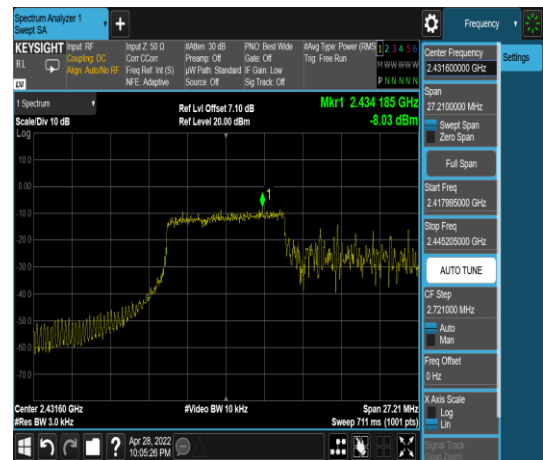 Spectrum Analyzer 1
Swept SA
+
Frequency
KEYSIGHT
RL
LXI
Input: RF
Coupling: DC
Align: Auto/No RF
Input Z: 50 Ω
Corr CCorr
Freq Ref: Int (S)
NFE: Adaptive
#Atten: 30 dB
Preamp: Off
µW Path: Standard
Source: Off
PNO: Best Wide
Gate: Off
IF Gain: Low
Sig Track: Off
#Avg Type: Power (RMS
Trig: Free Run
1 2 3 4 5 6
M W W W W W
P N N N N N
1 Spectrum
Scale/Div 10 dB
Log
Ref Lvl Offset 7.10 dB
Ref Level 20.00 dBm
Mkr1 2.434 185 GHz
-8.03 dBm
10.0
0.00
-10.0
-20.0
-30.0
-40.0
-50.0
-60.0
-70.0
1
Center 2.43160 GHz
#Res BW 3.0 kHz
#Video BW 10 kHz
Span 27.21 MHz
Sweep 711 ms (1001 pts)
Center Frequency
2.431600000 GHz
Span
27.2100000 MHz
Swept Span
Zero Span
Full Span
Start Freq
2.417995000 GHz
Stop Freq
2.445205000 GHz
AUTO TUNE
CF Step
2.721000 MHz
Auto
Man
Freq Offset
0 Hz
X Axis Scale
Log
Lin
Signal Track
(Span Zoom)
Settings
?
Apr 28, 2022
10:05:26 PM